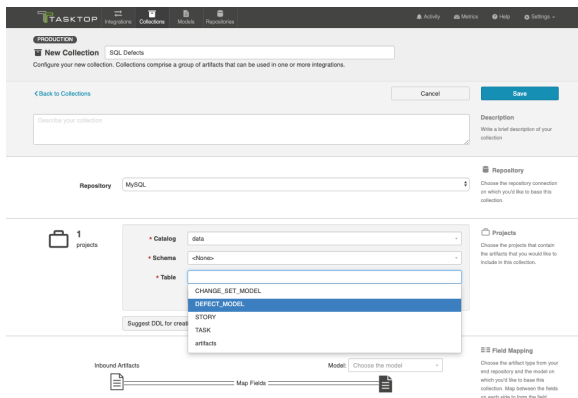 TASKTOP
Integrations
Collections
Models
Repositories
Activity
Metrics
Help
Settings
PRODUCTION
New Collection
SQL Defects
Configure your new collection. Collections comprise a group of artifacts that can be used in one or more integrations.
Back to Collections
Cancel
Save
Describe your collection
Description
Write a brief description of your
collection
Repository
MySQL
Repository
Choose the repository connection
on which you'd like to base this
collection.
1
projects
* Catalog
data
* Schema
<None>
* Table
CHANGE_SET_MODEL
DEFECT_MODEL
STORY
TASK
artifacts
Suggest DDL for creati
Projects
Choose the projects that contain
the artifacts that you would like to
include in this collection.
Inbound Artifacts
Model:
Choose the model
Map Fields
Field Mapping
Choose the artifact type from your
end repository and the model on
which you'd like to base this
collection. Map between the fields
on each side to form the field